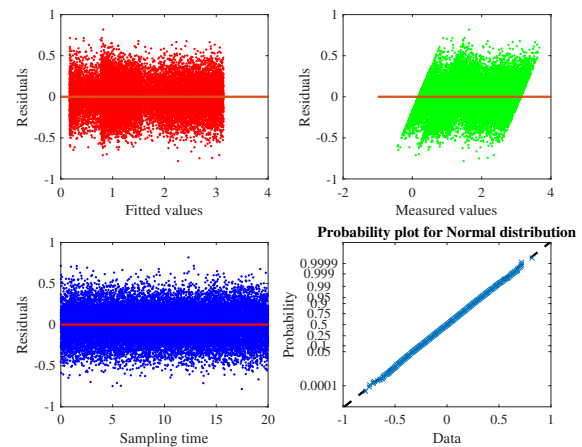 1
0.5
0
-0.5
-1
Residuals
0 1 2 3 4
Fitted values
1
0.5
0
-0.5
-1
Residuals
-2 0 2 4
Measured values
1
0.5
0
-0.5
-1
Residuals
0 5 10 15 20
Sampling time
Probability plot for Normal distribution
0.9999
0.999
0.95
0.9
0.75
0.5
0.25
0.1
0.05
0.0001
Probability
-1 -0.5 0 0.5 1
Data